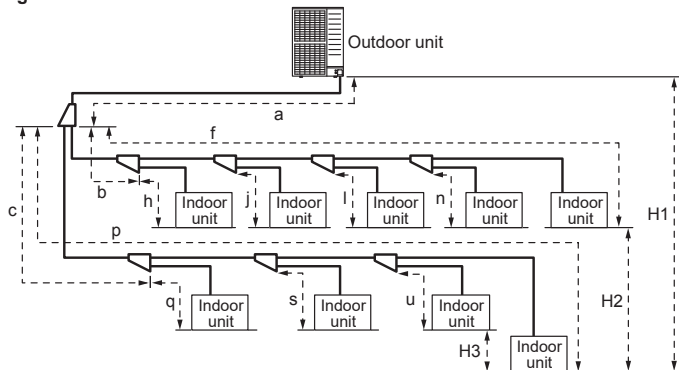 g
Outdoor unit
a
f
b
h
j
l
n
Indoor unit
Indoor unit
Indoor unit
Indoor unit
Indoor unit
H1
c
p
q
s
u
H2
Indoor unit
Indoor unit
Indoor unit
H3
Indoor unit